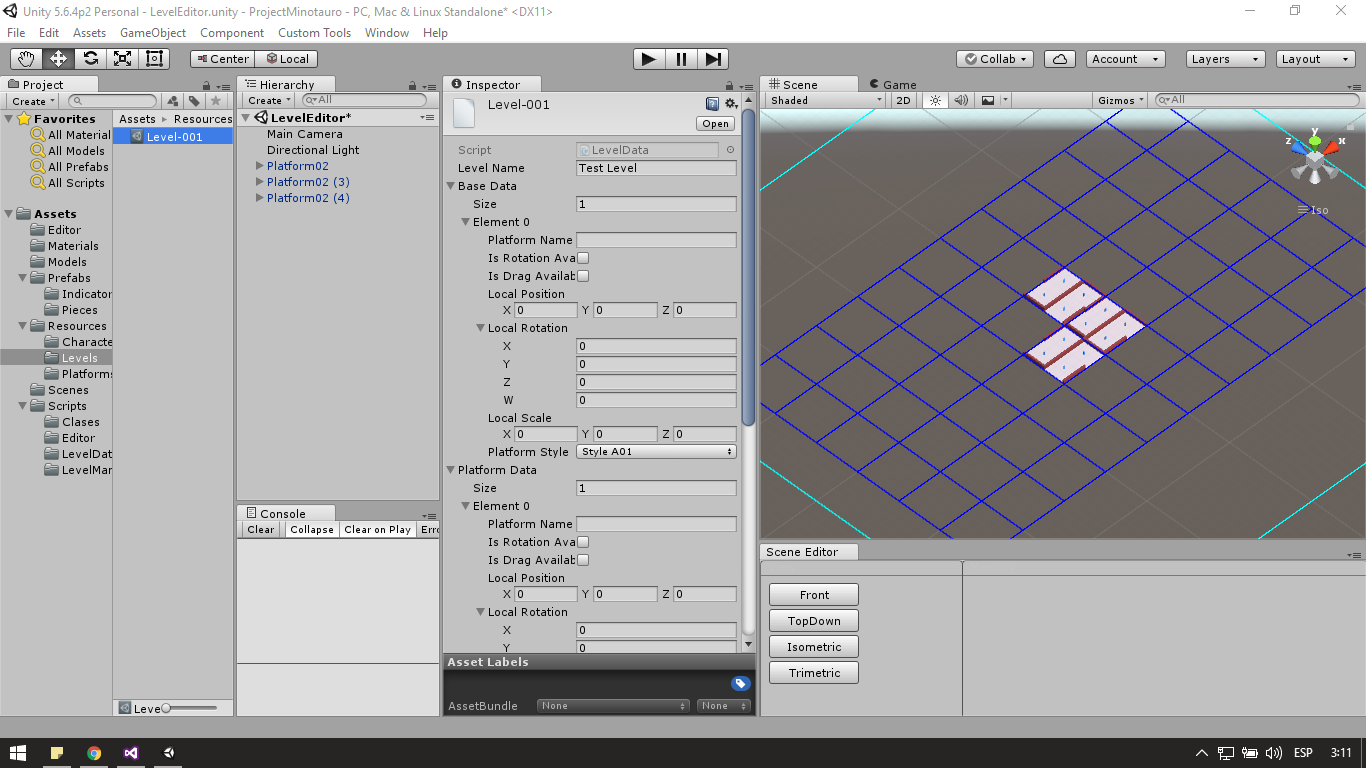 Unity 5.6.4p2 Personal - LevelEditor.unity - ProjectMinotauro - PC, Mac & Linux Standalone* <DX11>
File Edit Assets GameObject Component Custom Tools Window Help
Center Local Collab Account Layers Layout
Project
Create
Favorites
All Material
All Models
All Prefabs
All Scripts
Assets
Editor
Materials
Models
Prefabs
Indicator
Pieces
Resources
Characte
Levels
Platforms
Scenes
Scripts
Clases
Editor
LevelDat
LevelMar
Assets Resources
Level-001
Leve
Hierarchy
Create All
LevelEditor*
Main Camera
Directional Light
Platform02
Platform02 (3)
Platform02 (4)
Console
Clear Collapse Clear on Play Erro
Inspector
Level-001
Open
Script LevelData
Level Name Test Level
Base Data
Size 1
Element 0
Platform Name
Is Rotation Ava
Is Drag Availab
Local Position
X 0 Y 0 Z 0
Local Rotation
X 0
Y 0
Z 0
W 0
Local Scale
X 0 Y 0 Z 0
Platform Style Style A01
Platform Data
Size 1
Element 0
Platform Name
Is Rotation Ava
Is Drag Availab
Local Position
X 0 Y 0 Z 0
Local Rotation
X 0
Y 0
Asset Labels
AssetBundle None None
Scene Game
Shaded 2D Gizmos All
y
z x
Iso
Scene Editor
Front
TopDown
Isometric
Trimetric
ESP 3:11